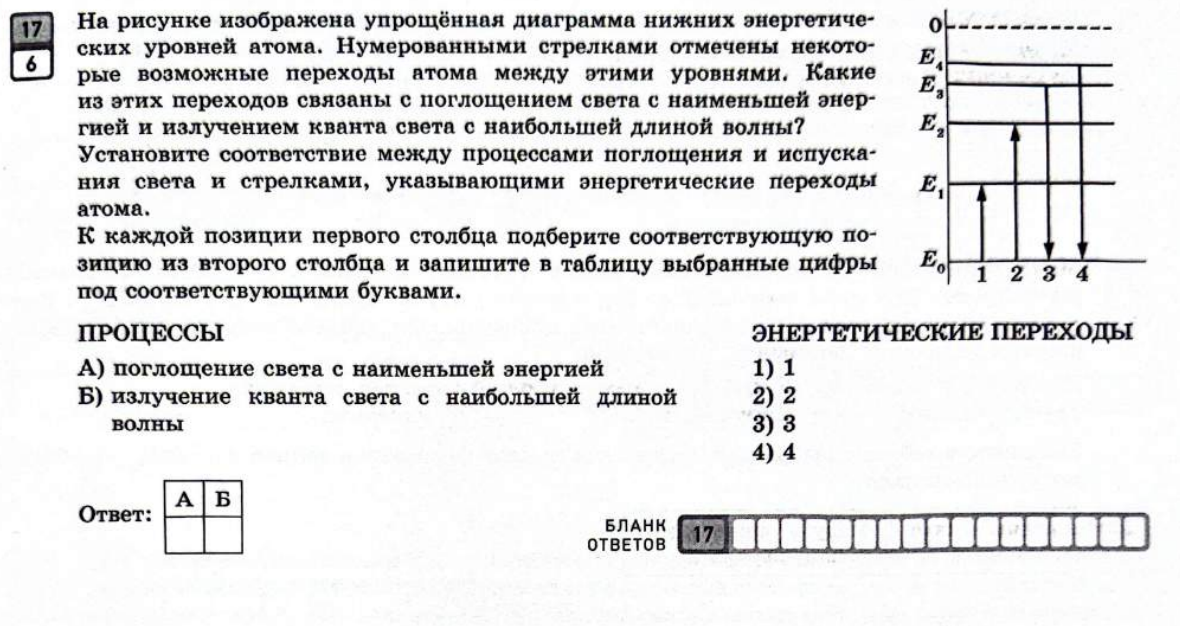 17
6
На рисунке изображена упрощённая диаграмма нижних энергетиче-
ских уровней атома. Нумерованными стрелками отмечены некото-
рые возможные переходы атома между этими уровнями. Какие
из этих переходов связаны с поглощением света с наименьшей энер-
гией и излучением кванта света с наибольшей длиной волны?
Установите соответствие между процессами поглощения и испуска-
ния света и стрелками, указывающими энергетические переходы
атома.
К каждой позиции первого столбца подберите соответствующую по-
зицию из второго столбца и запишите в таблицу выбранные цифры
под соответствующими буквами.
0
E₄
E₃
E₂
E₁
E₀
1 2 3 4
ПРОЦЕССЫ
А) поглощение света с наименьшей энергией
Б) излучение кванта света с наибольшей длиной
волны
ЭНЕРГЕТИЧЕСКИЕ ПЕРЕХОДЫ
1) 1
2) 2
3) 3
4) 4
Ответ:
А Б
БЛАНК
ОТВЕТОВ
17